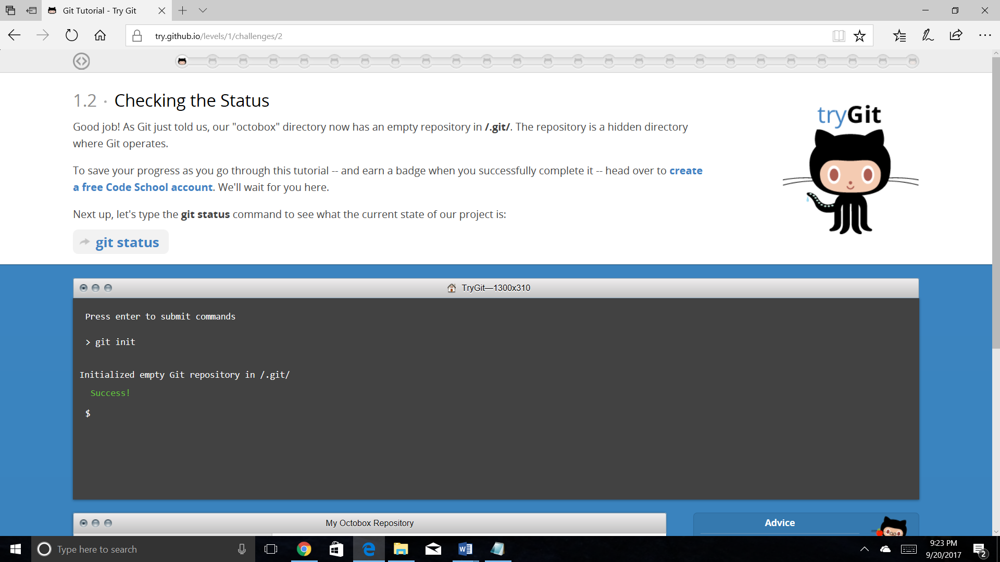 Git Tutorial - Try Git
try.github.io/levels/1/challenges/2
1.2 · Checking the Status
Good job! As Git just told us, our "octobox" directory now has an empty repository in /.git/. The repository is a hidden directory
where Git operates.
To save your progress as you go through this tutorial -- and earn a badge when you successfully complete it -- head over to create
a free Code School account. We'll wait for you here.
Next up, let's type the git status command to see what the current state of our project is:
git status
tryGit
TryGit—1300x310
Press enter to submit commands
> git init
Initialized empty Git repository in /.git/
Success!
$
My Octobox Repository
Advice
Type here to search
9:23 PM
9/20/2017
2